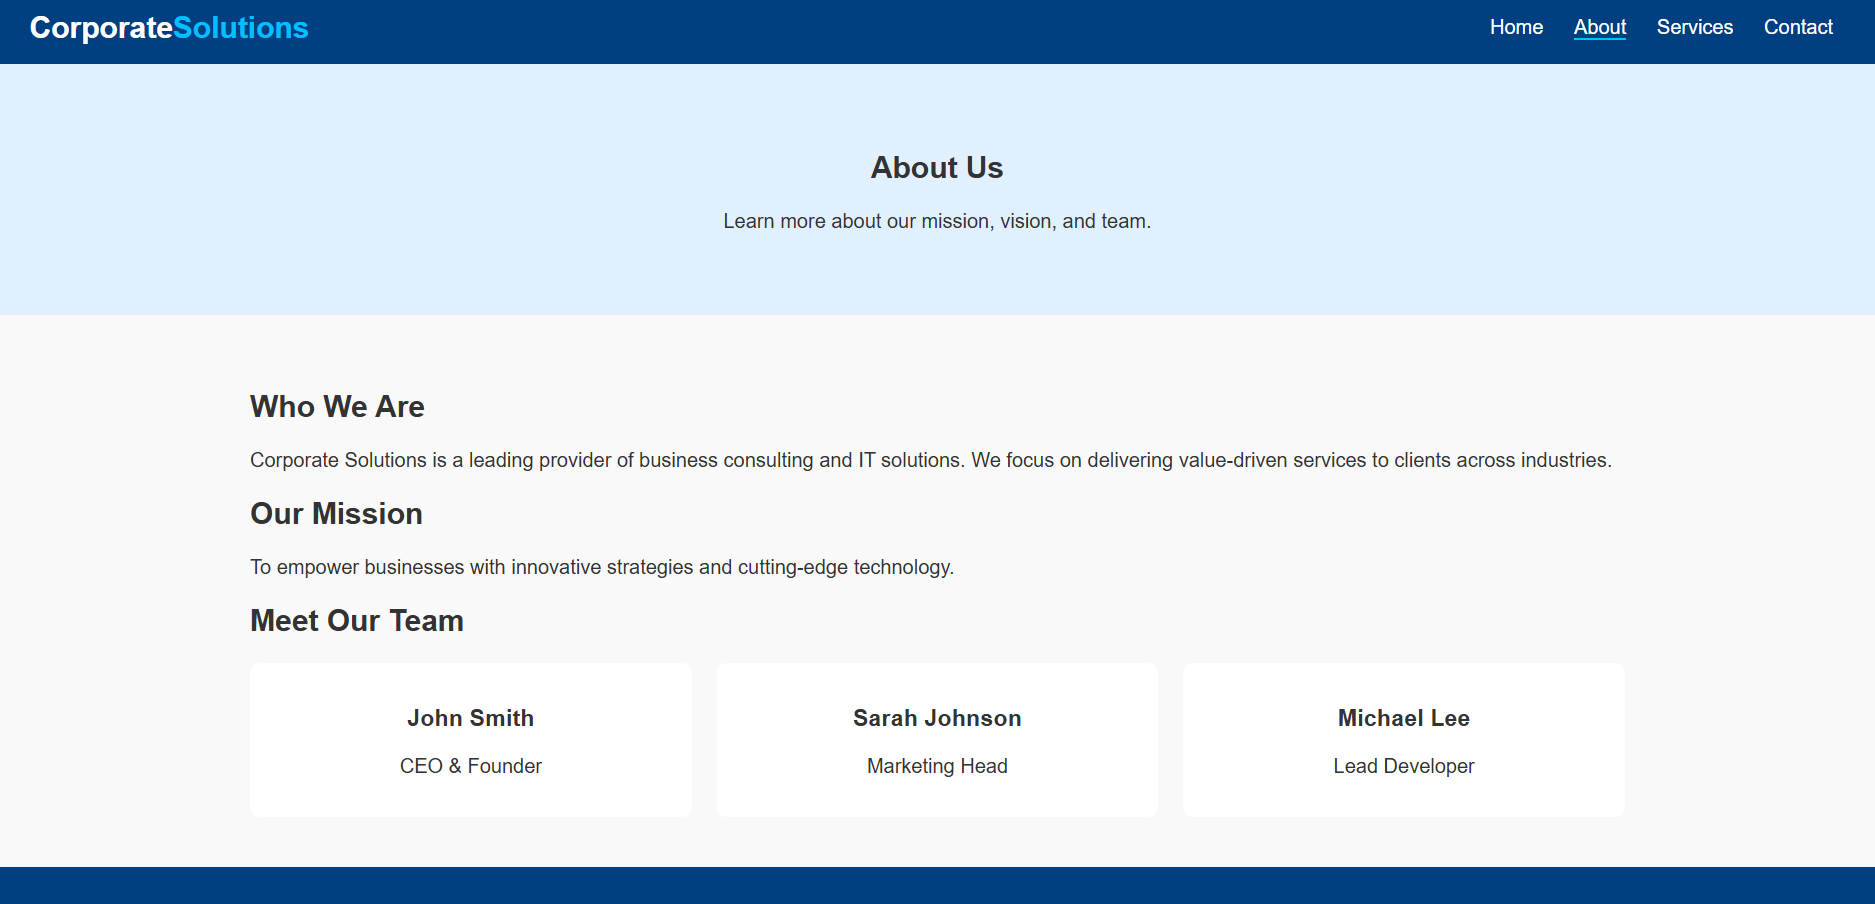 CorporateSolutions
Home About Services Contact
About Us
Learn more about our mission, vision, and team.
Who We Are
Corporate Solutions is a leading provider of business consulting and IT solutions. We focus on delivering value-driven services to clients across industries.
Our Mission
To empower businesses with innovative strategies and cutting-edge technology.
Meet Our Team
John Smith
CEO & Founder
Sarah Johnson
Marketing Head
Michael Lee
Lead Developer